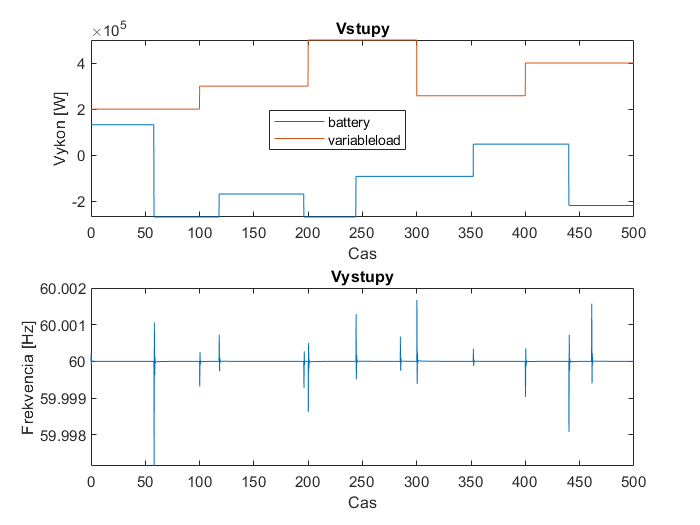 Vstupy
×10^5
4
2
0
-2
Vykon [W]
battery
variableload
0 50 100 150 200 250 300 350 400 450 500
Cas
Vystupy
60.002
60.001
60
59.999
59.998
Frekvencia [Hz]
0 50 100 150 200 250 300 350 400 450 500
Cas